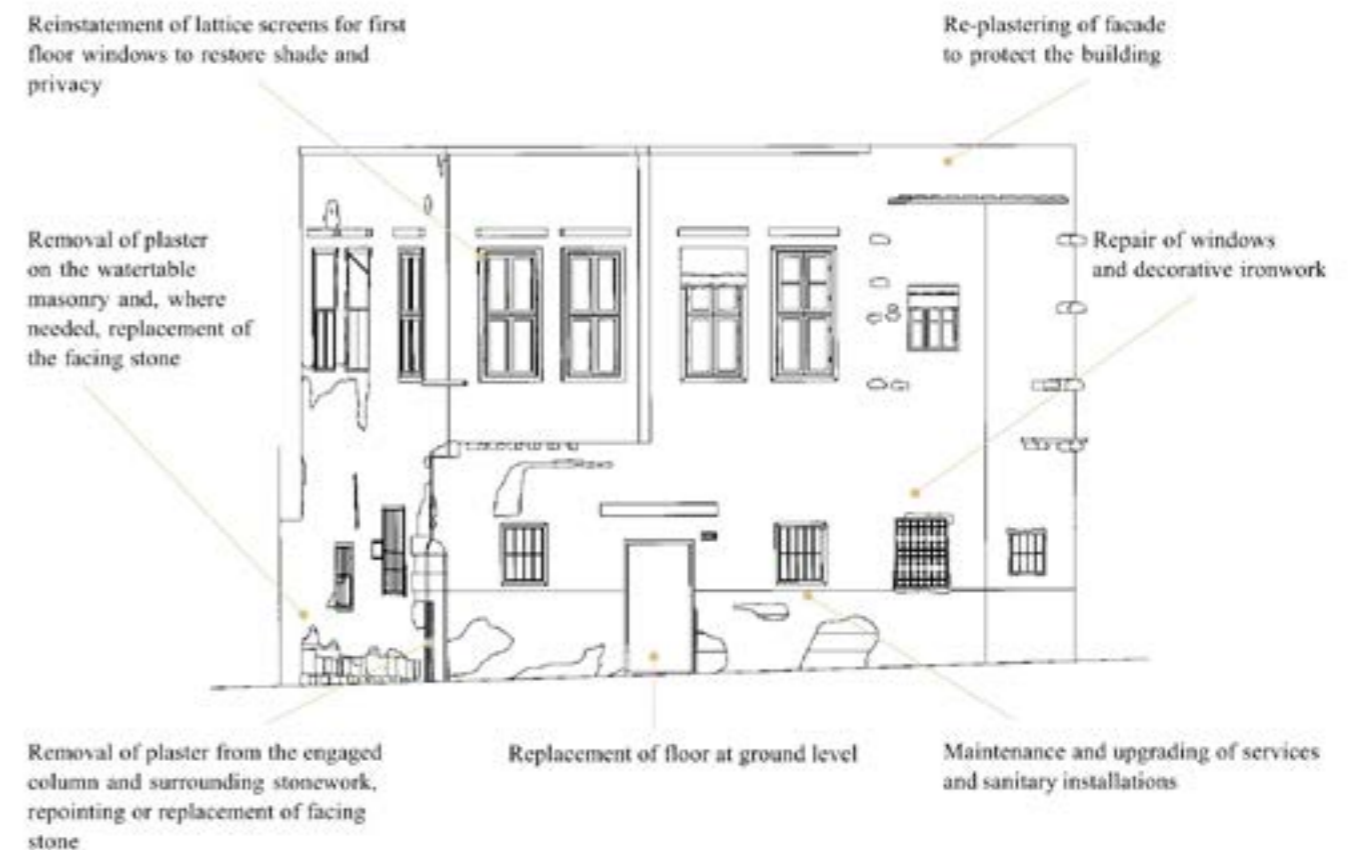 Reinstatement of lattice screens for first
floor windows to restore shade and
privacy
Re-plastering of facade
to protect the building
Removal of plaster
on the watertable
masonry and, where
needed, replacement of
the facing stone
Repair of windows
and decorative ironwork
Removal of plaster from the engaged
column and surrounding stonework,
repointing or replacement of facing
stone
Replacement of floor at ground level
Maintenance and upgrading of services
and sanitary installations